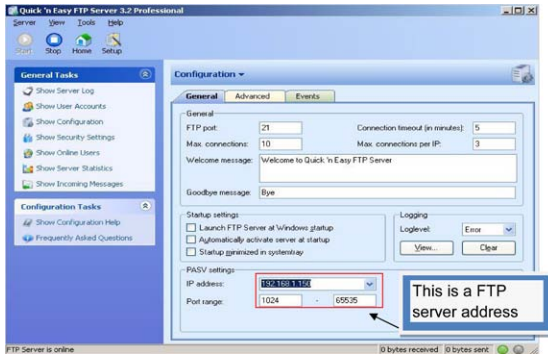 Quick 'n Easy FTP Server 3.2 Professional
Server View Tools Help
Start Stop Home Setup
General Tasks
Show Server Log
Show User Accounts
Show Configuration
Show Security Settings
Show Online Users
Show Server Statistics
Show Incoming Messages
Configuration Tasks
Show Configuration Help
Frequently Asked Questions
Configuration
General Advanced Events
General
FTP port: 21 Connection timeout (in minutes): 5
Max. connections: 10 Max. connections per IP: 3
Welcome message: Welcome to Quick 'n Easy FTP Server
Goodbye message: Bye
Startup settings
Launch FTP Server at Windows startup
Automatically activate server at startup
Startup minimized in systemtray
Logging
Loglevel: Error
View... Clear
PASV settings
IP address: 192.168.1.150
Port range: 1024 - 65535
This is a FTP
server address
FTP Server is online 0 bytes received 0 bytes sent